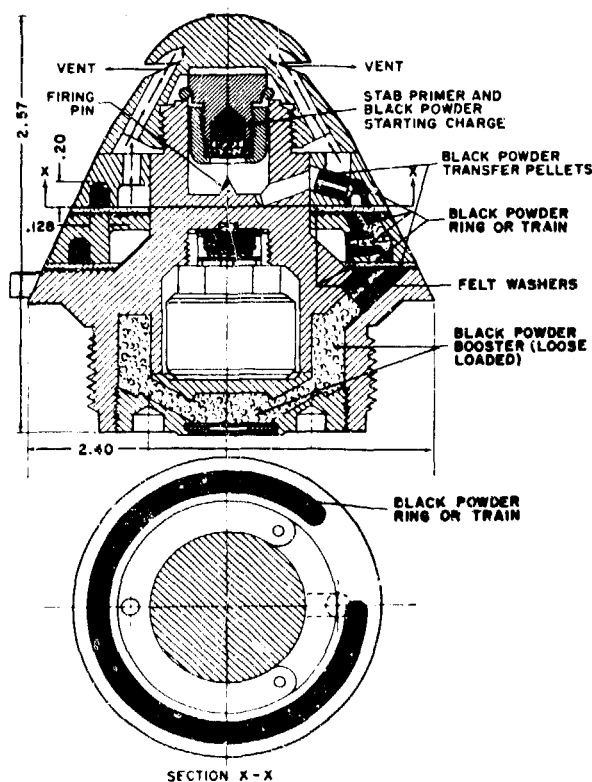 VENT
VENT
FIRING
PIN
STAB PRIMER AND
BLACK POWDER
STARTING CHARGE
2.57
.20
X
X
BLACK POWDER
TRANSFER PELLETS
.128
BLACK POWDER
RING OR TRAIN
FELT WASHERS
BLACK POWDER
BOOSTER (LOOSE
LOADED)
2.40
BLACK POWDER
RING OR TRAIN
SECTION X-X